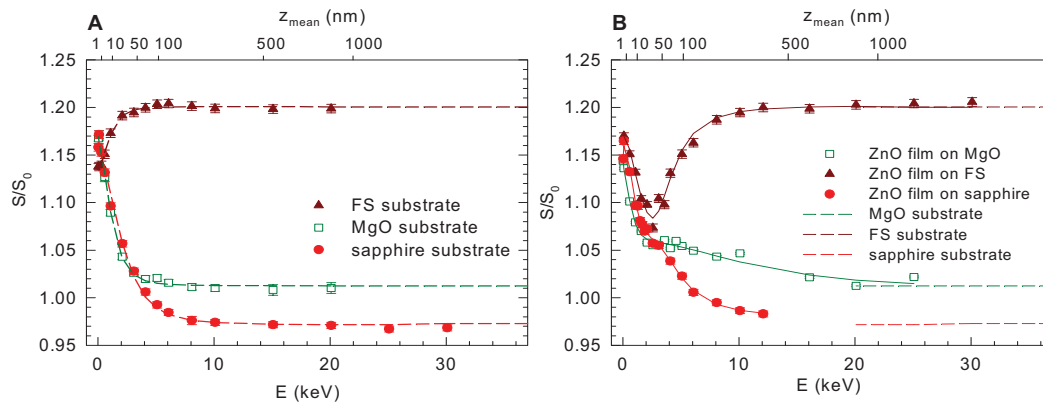 A
z_mean (nm)
1 10 50 100 500 1000
1.25
1.20
1.15
1.10
1.05
1.00
0.95
S/S_0
FS substrate
MgO substrate
sapphire substrate
0 10 20 30
E (keV)
B
z_mean (nm)
1 10 50 100 500 1000
1.25
1.20
1.15
1.10
1.05
1.00
0.95
S/S_0
ZnO film on MgO
ZnO film on FS
ZnO film on sapphire
MgO substrate
FS substrate
sapphire substrate
0 10 20 30
E (keV)